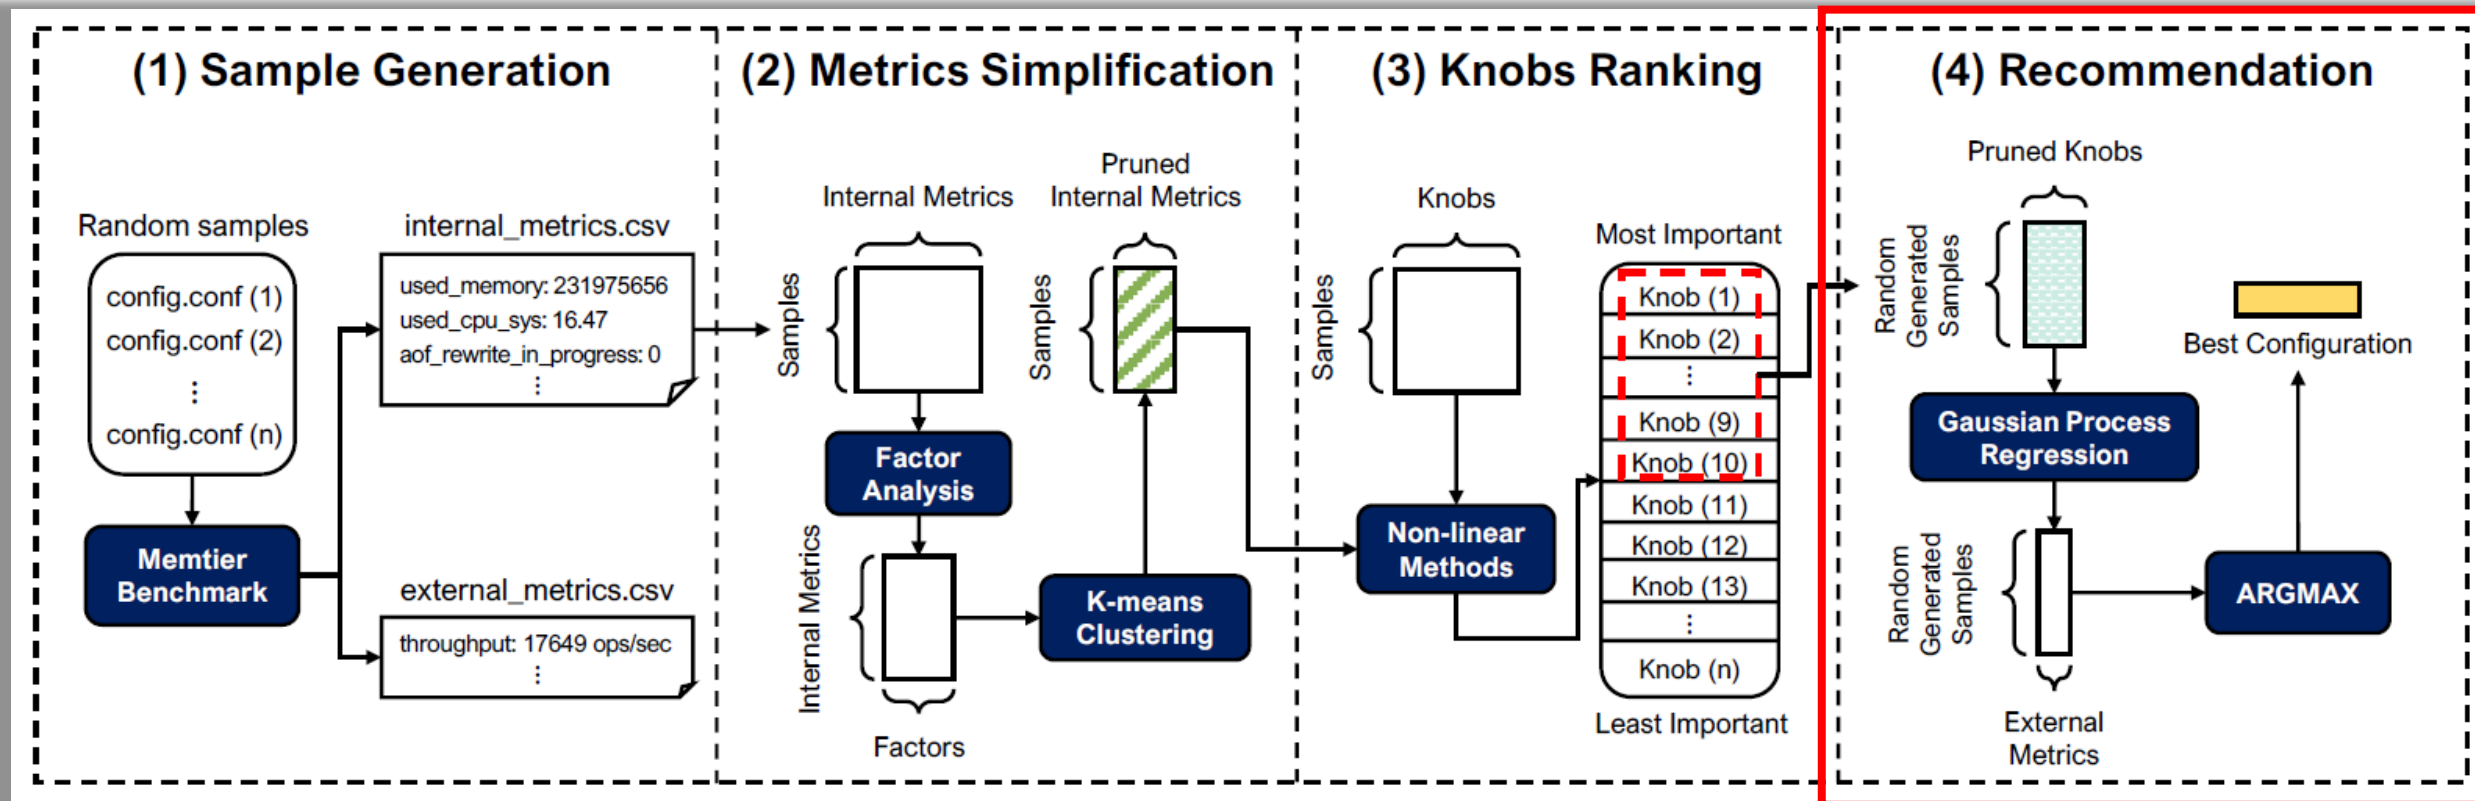 (1) Sample Generation
Random samples
config.conf (1)
config.conf (2)
⋮
config.conf (n)
Memtier
Benchmark
internal_metrics.csv
used_memory: 231975656
used_cpu_sys: 16.47
aof_rewrite_in_progress: 0
⋮
external_metrics.csv
throughput: 17649 ops/sec
⋮
(2) Metrics Simplification
Internal Metrics
Samples
Factor
Analysis
Internal Metrics
Factors
K-means
Clustering
Pruned
Internal Metrics
Samples
(3) Knobs Ranking
Knobs
Samples
Non-linear
Methods
Most Important
Knob (1)
Knob (2)
⋮
Knob (9)
Knob (10)
Knob (11)
Knob (12)
Knob (13)
⋮
Knob (n)
Least Important
(4) Recommendation
Pruned Knobs
Random
Generated
Samples
Gaussian Process
Regression
Random
Generated
Samples
External
Metrics
ARGMAX
Best Configuration